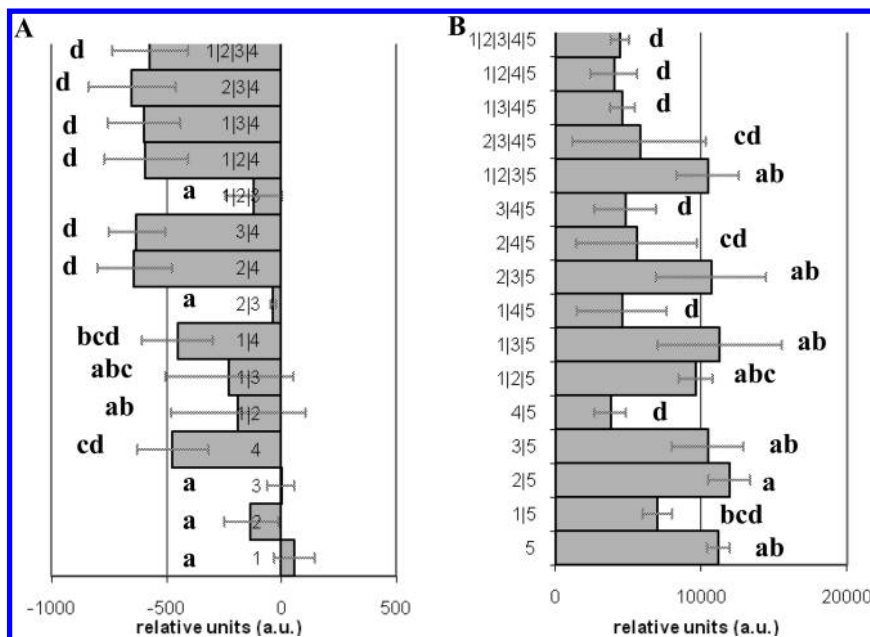 A
d 1|2|3|4
d 2|3|4
d 1|3|4
d 1|2|4
a 1|2|3
d 3|4
d 2|4
a 2|3
bcd 1|4
abc 1|3
ab 1|2
cd 4
a 3
a 2
a 1
-1000 -500 0 500
relative units (a.u.)
B
1|2|3|4|5 d
1|2|4|5 d
1|3|4|5 d
2|3|4|5 cd
1|2|3|5 ab
3|4|5 d
2|4|5 cd
2|3|5 ab
1|4|5 d
1|3|5 ab
1|2|5 abc
4|5 d
3|5 ab
2|5 a
1|5 bcd
5 ab
0 10000 20000
relative units (a.u.)